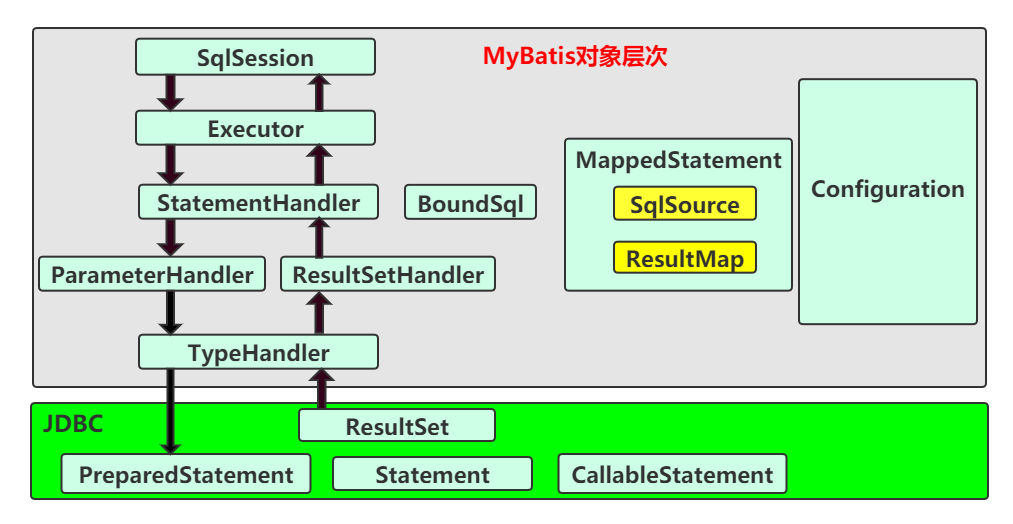 MyBatis对象层次
SqlSession
Executor
StatementHandler
BoundSql
MappedStatement
SqlSource
ResultMap
Configuration
ParameterHandler
ResultSetHandler
TypeHandler
JDBC
ResultSet
PreparedStatement
Statement
CallableStatement